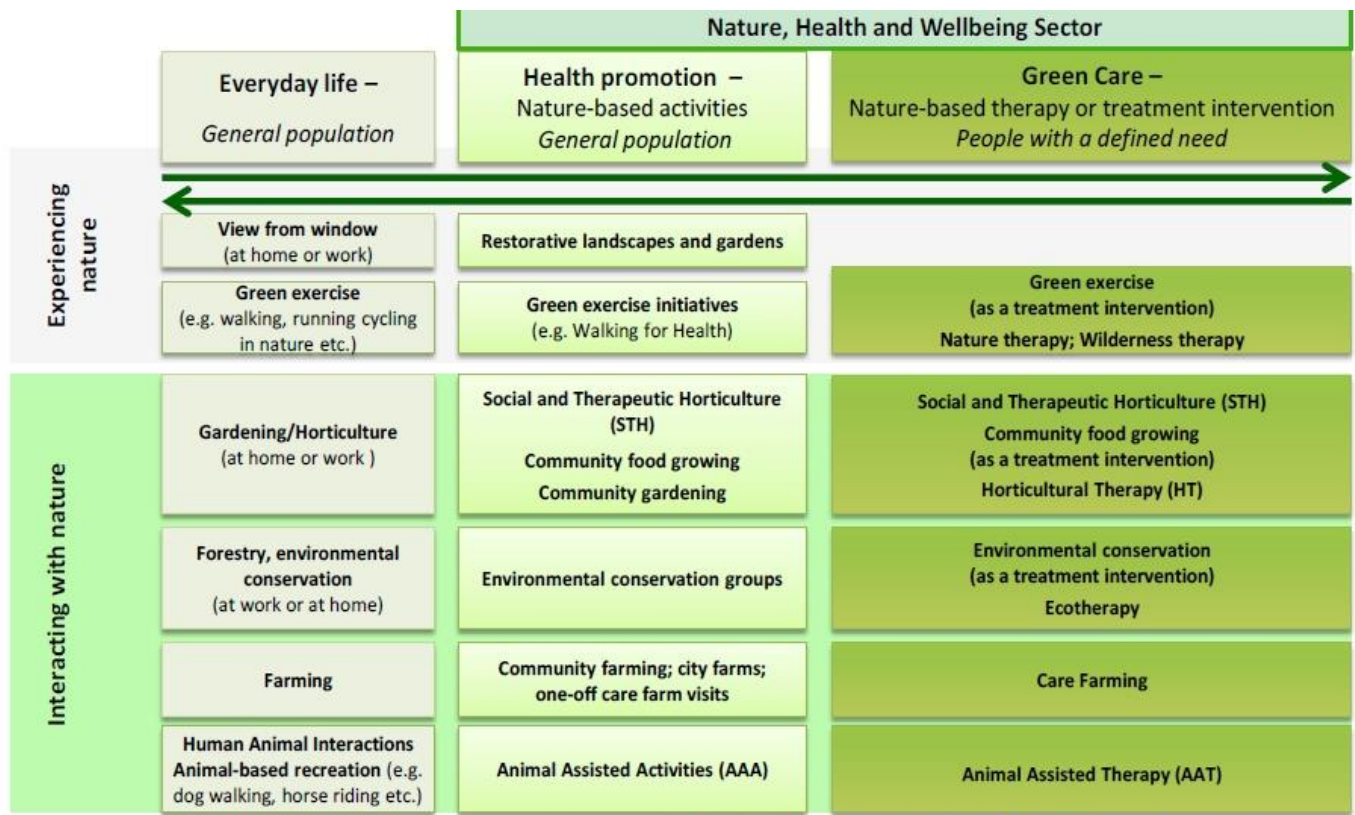 Nature, Health and Wellbeing Sector
Everyday life –
General population
Health promotion –
Nature-based activities
General population
Green Care –
Nature-based therapy or treatment intervention
People with a defined need
Experiencing
nature
View from window
(at home or work)
Restorative landscapes and gardens
Green exercise
(e.g. walking, running cycling
in nature etc.)
Green exercise initiatives
(e.g. Walking for Health)
Green exercise
(as a treatment intervention)
Nature therapy; Wilderness therapy
Interacting with nature
Gardening/Horticulture
(at home or work )
Social and Therapeutic Horticulture
(STH)
Community food growing
Community gardening
Social and Therapeutic Horticulture (STH)
Community food growing
(as a treatment intervention)
Horticultural Therapy (HT)
Forestry, environmental
conservation
(at work or at home)
Environmental conservation groups
Environmental conservation
(as a treatment intervention)
Ecotherapy
Farming
Community farming; city farms;
one-off care farm visits
Care Farming
Human Animal Interactions
Animal-based recreation (e.g.
dog walking, horse riding etc.)
Animal Assisted Activities (AAA)
Animal Assisted Therapy (AAT)